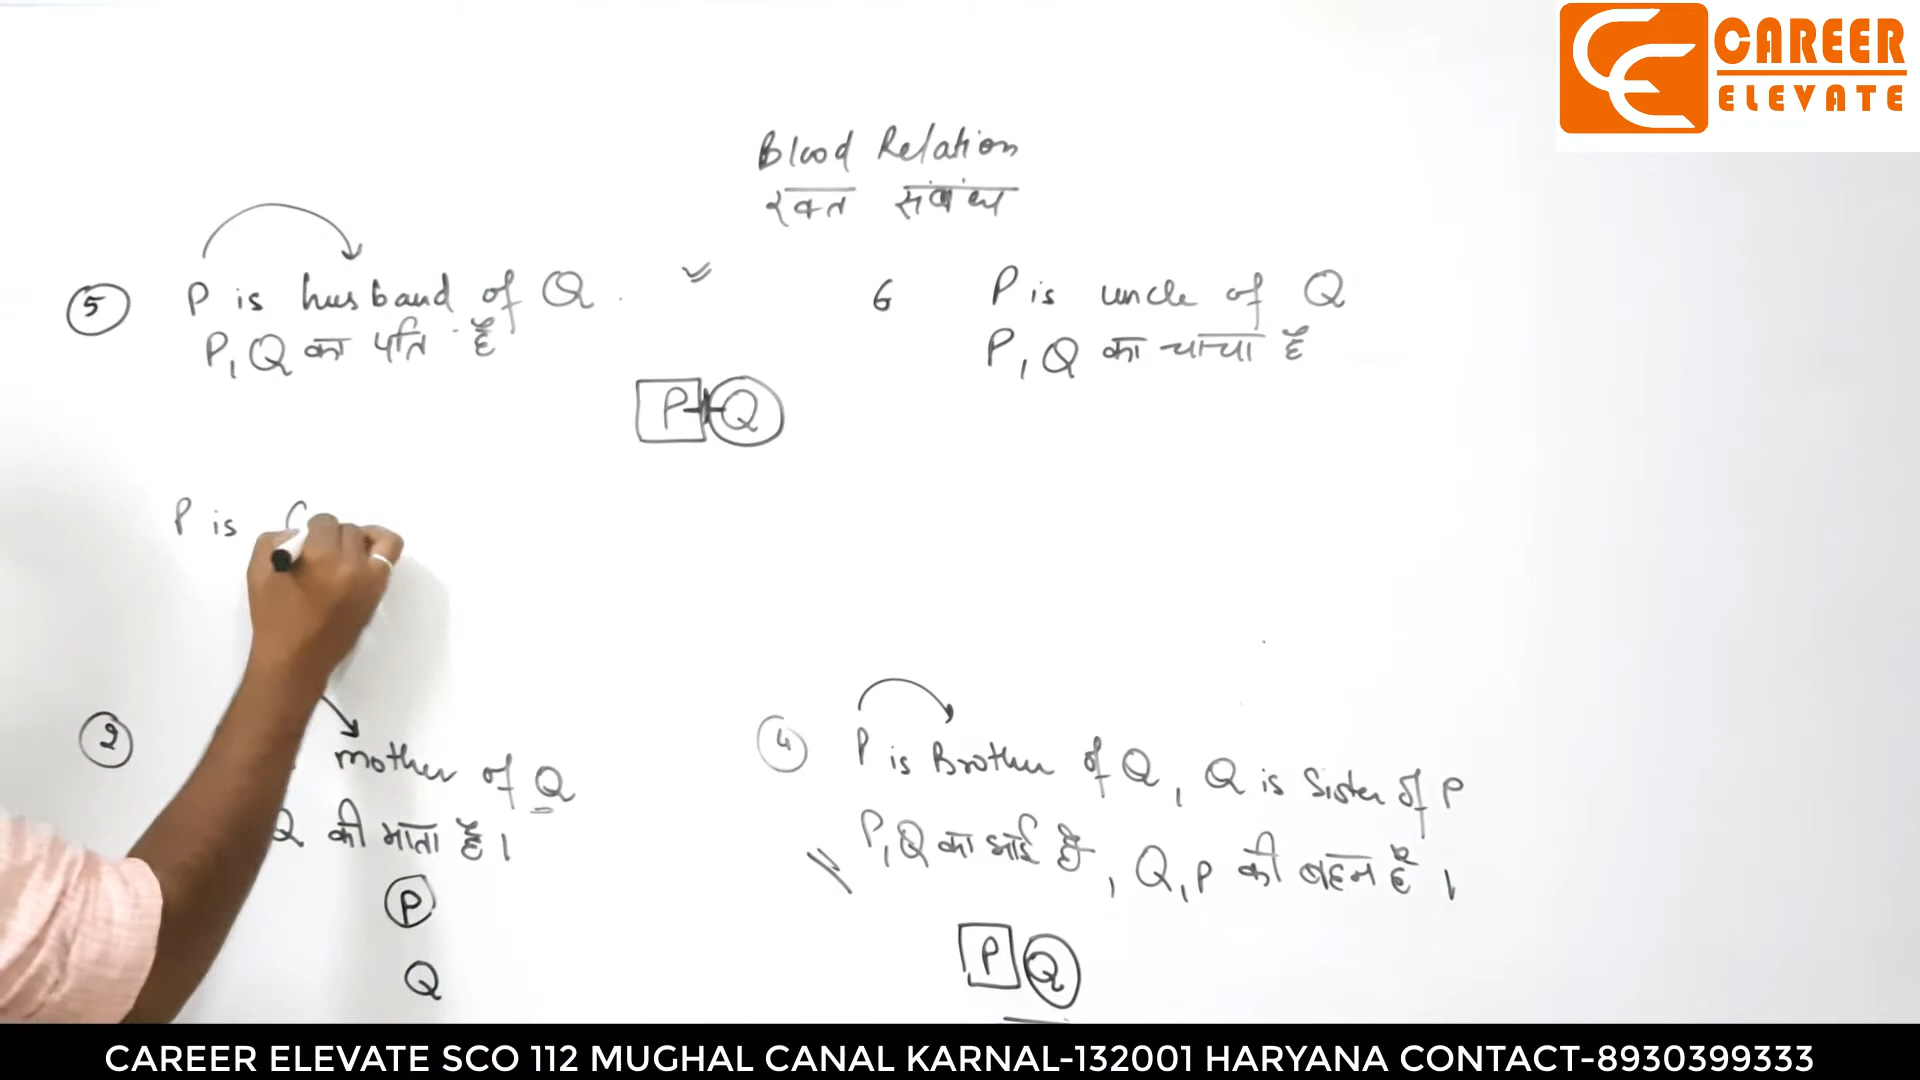 CAREER
ELEVATE
Blood Relation
रक्त संबंध
5 P is husband of Q.
P, Q का पति है
P Q
6 P is uncle of Q
P, Q का चाचा है
P is
2 mother of Q
Q की माता है।
P
Q
4 P is Brother of Q, Q is Sister of P
P, Q का भाई है, Q, P की बहन है।
P Q
CAREER ELEVATE SCO 112 MUGHAL CANAL KARNAL-132001 HARYANA CONTACT-8930399333